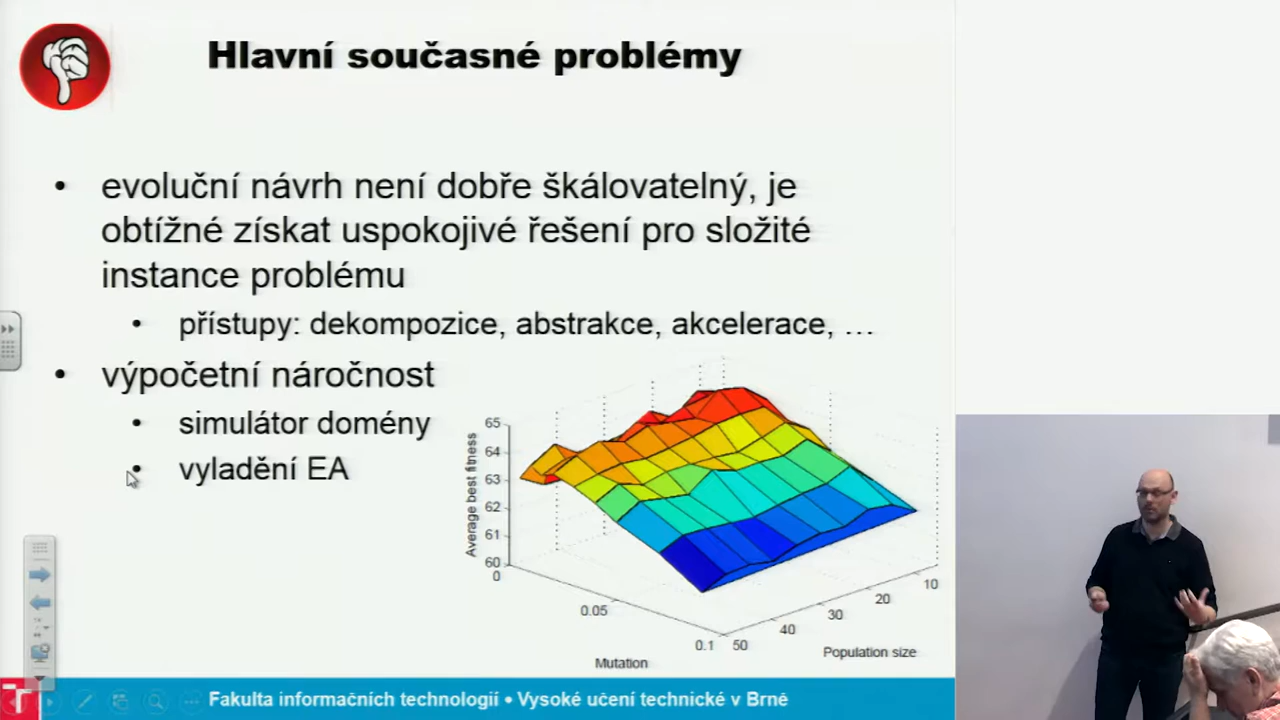 Hlavní současné problémy
• evoluční návrh není dobře škálovatelný, je
obtížné získat uspokojivé řešení pro složité
instance problému
• přístupy: dekompozice, abstrakce, akcelerace, …
• výpočetní náročnost
• simulátor domény
• vyladění EA
65
64
63
62
61
60
Average best fitness
0
0.05
0.1
Mutation
50
40
30
20
10
Population size
Fakulta informačních technologií • Vysoké učení technické v Brně